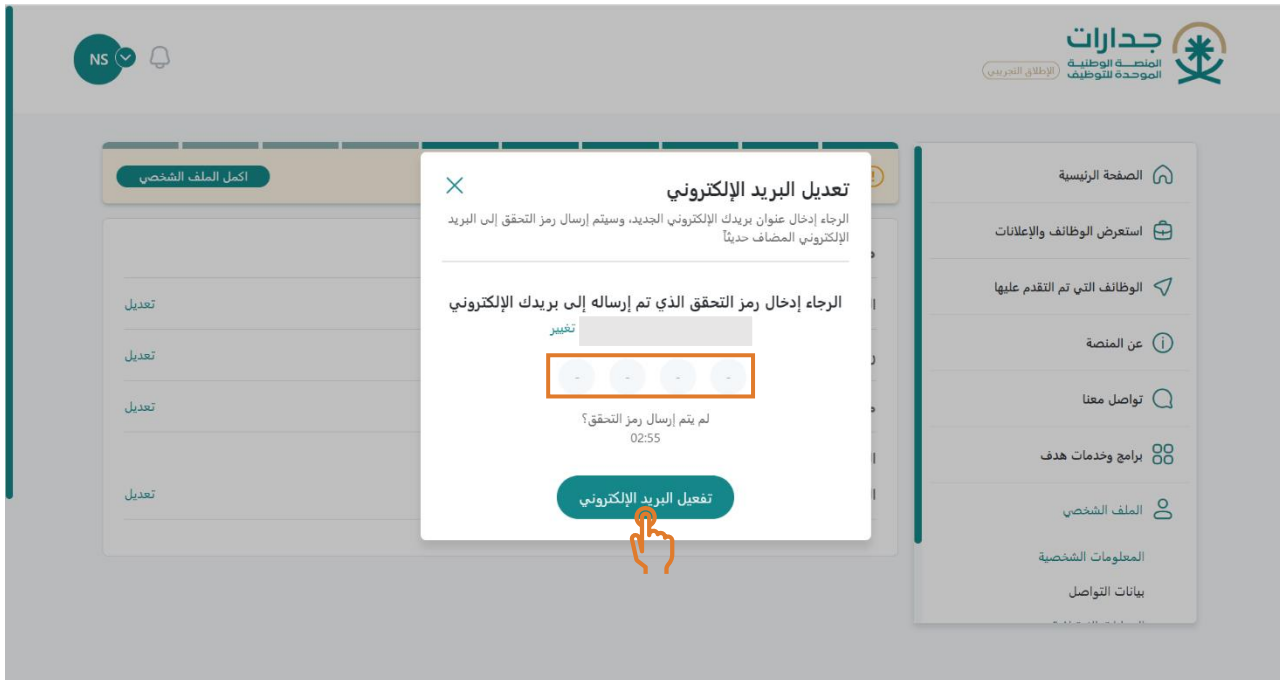 جدارات
المنصة الوطنية
الموحدة للتوظيف
(الإطلاق التجريبي)
NS
الصفحة الرئيسية
استعرض الوظائف والإعلانات
الوظائف التي تم التقدم عليها
عن المنصة
تواصل معنا
برامج وخدمات هدف
الملف الشخصي
المعلومات الشخصية
بيانات التواصل
اكمل الملف الشخصي
تعديل البريد الإلكتروني
الرجاء إدخال عنوان بريدك الإلكتروني الجديد، وسيتم إرسال رمز التحقق إلى البريد
الإلكتروني المضاف حديثاً
الرجاء إدخال رمز التحقق الذي تم إرساله إلى بريدك الإلكتروني
تغيير
- - - -
لم يتم إرسال رمز التحقق؟
02:55
تفعيل البريد الإلكتروني
تعديل
تعديل
تعديل
تعديل